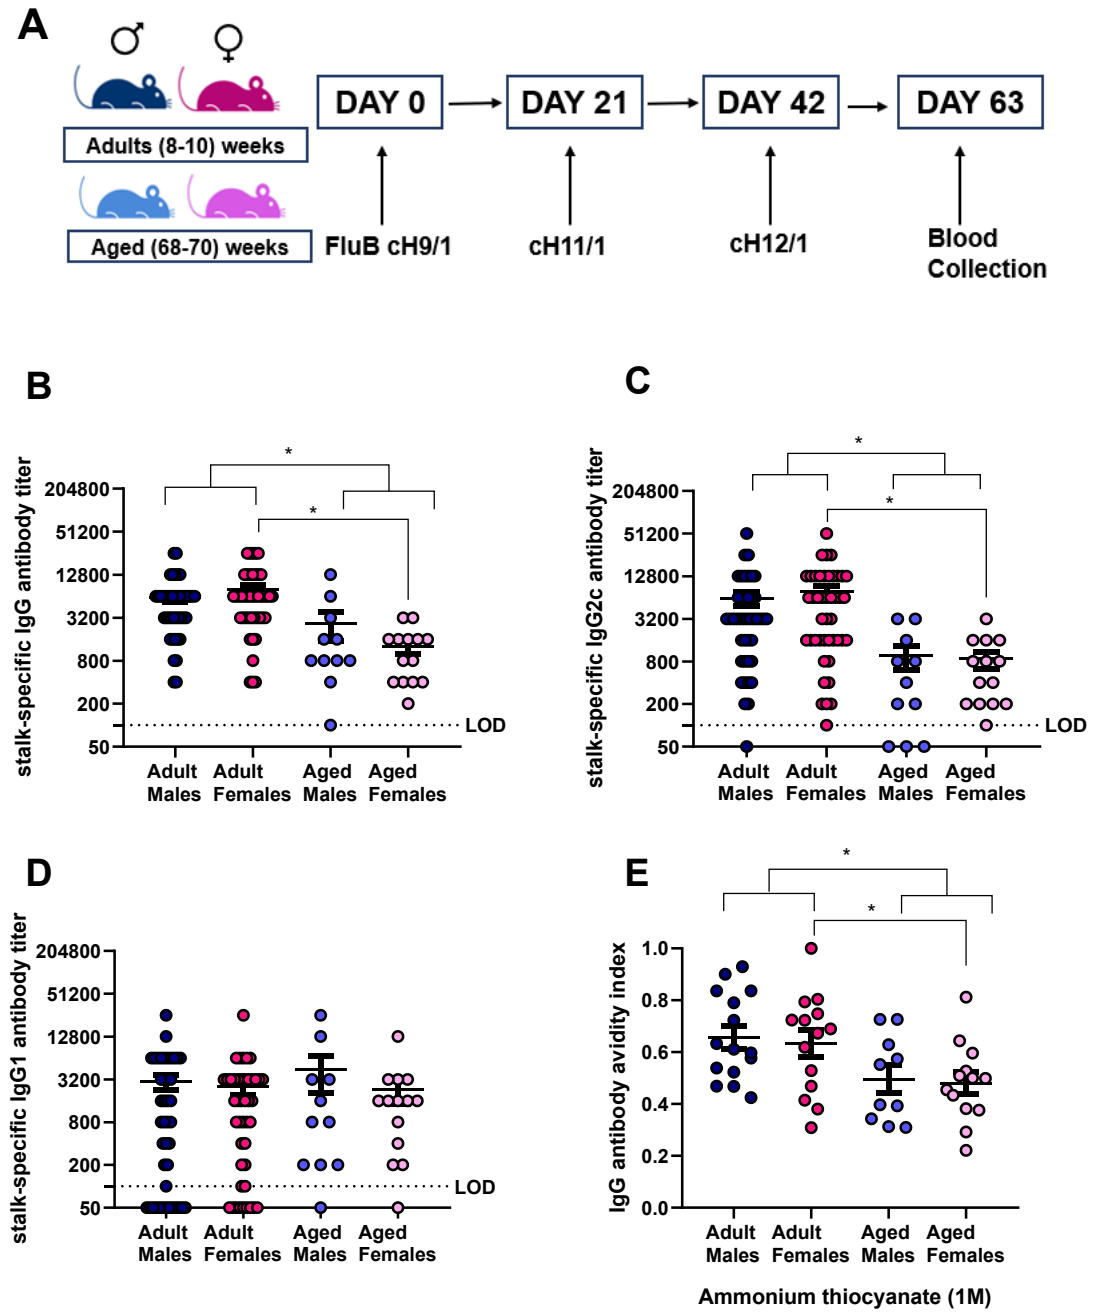 A
♂ ♀
DAY 0
DAY 21
DAY 42
DAY 63
Adults (8-10) weeks
Aged (68-70) weeks
FluB cH9/1
cH11/1
cH12/1
Blood
Collection
B
stalk-specific IgG antibody titer
204800
51200
12800
3200
800
200
50
*
*
LOD
Adult
Males
Adult
Females
Aged
Males
Aged
Females
C
stalk-specific IgG2c antibody titer
204800
51200
12800
3200
800
200
50
*
*
LOD
Adult
Males
Adult
Females
Aged
Males
Aged
Females
D
stalk-specific IgG1 antibody titer
204800
51200
12800
3200
800
200
50
LOD
Adult
Males
Adult
Females
Aged
Males
Aged
Females
E
IgG antibody avidity index
1.0
0.8
0.6
0.4
0.2
0.0
*
*
Adult
Males
Adult
Females
Aged
Males
Aged
Females
Ammonium thiocyanate (1M)